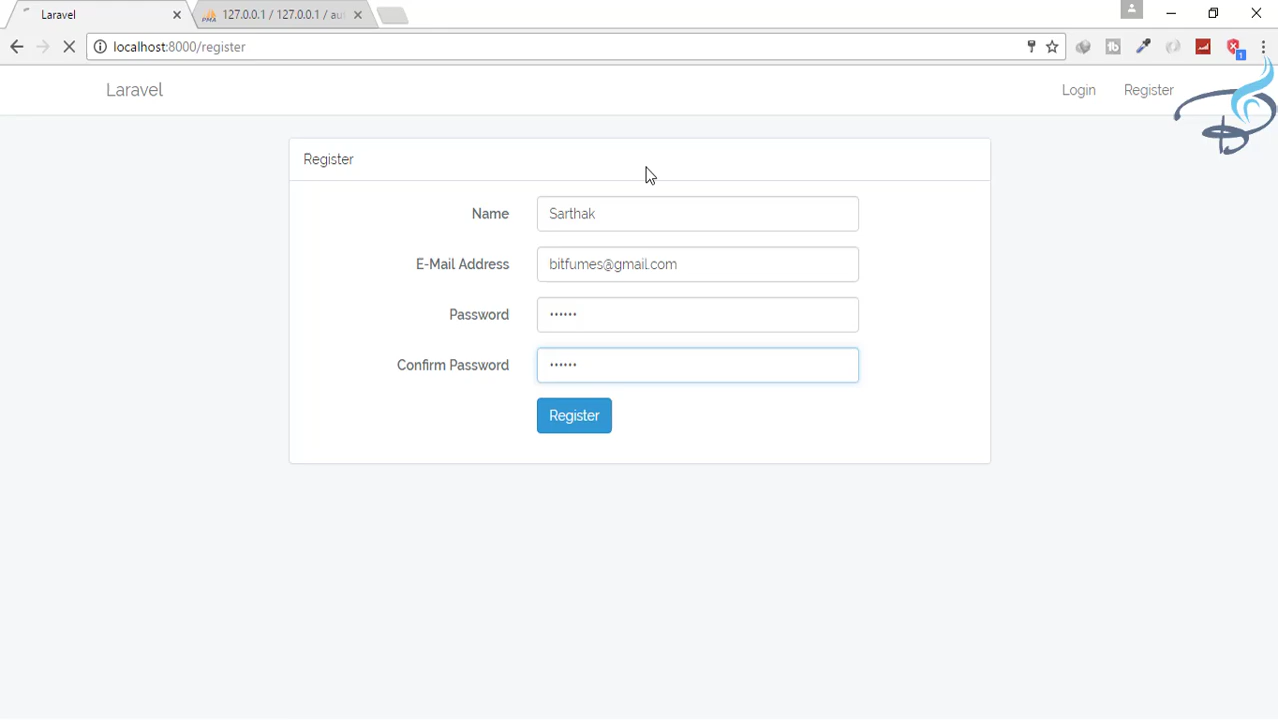 Laravel
127.0.0.1 / 127.0.0.1 / au
localhost:8000/register
Laravel
Login
Register
Register
Name
Sarthak
E-Mail Address
bitfumes@gmail.com
Password
••••••
Confirm Password
••••••
Register